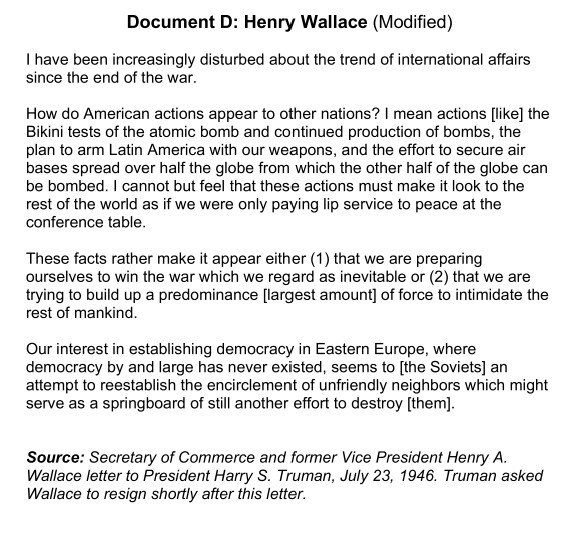 Document D: Henry Wallace (Modified)
I have been increasingly disturbed about the trend of international affairs
since the end of the war.
How do American actions appear to other nations? I mean actions [like] the
Bikini tests of the atomic bomb and continued production of bombs, the
plan to arm Latin America with our weapons, and the effort to secure air
bases spread over half the globe from which the other half of the globe can
be bombed. I cannot but feel that these actions must make it look to the
rest of the world as if we were only paying lip service to peace at the
conference table.
These facts rather make it appear either (1) that we are preparing
ourselves to win the war which we regard as inevitable or (2) that we are
trying to build up a predominance [largest amount] of force to intimidate the
rest of mankind.
Our interest in establishing democracy in Eastern Europe, where
democracy by and large has never existed, seems to [the Soviets] an
attempt to reestablish the encirclement of unfriendly neighbors which might
serve as a springboard of still another effort to destroy [them].
Source: Secretary of Commerce and former Vice President Henry A.
Wallace letter to President Harry S. Truman, July 23, 1946. Truman asked
Wallace to resign shortly after this letter.